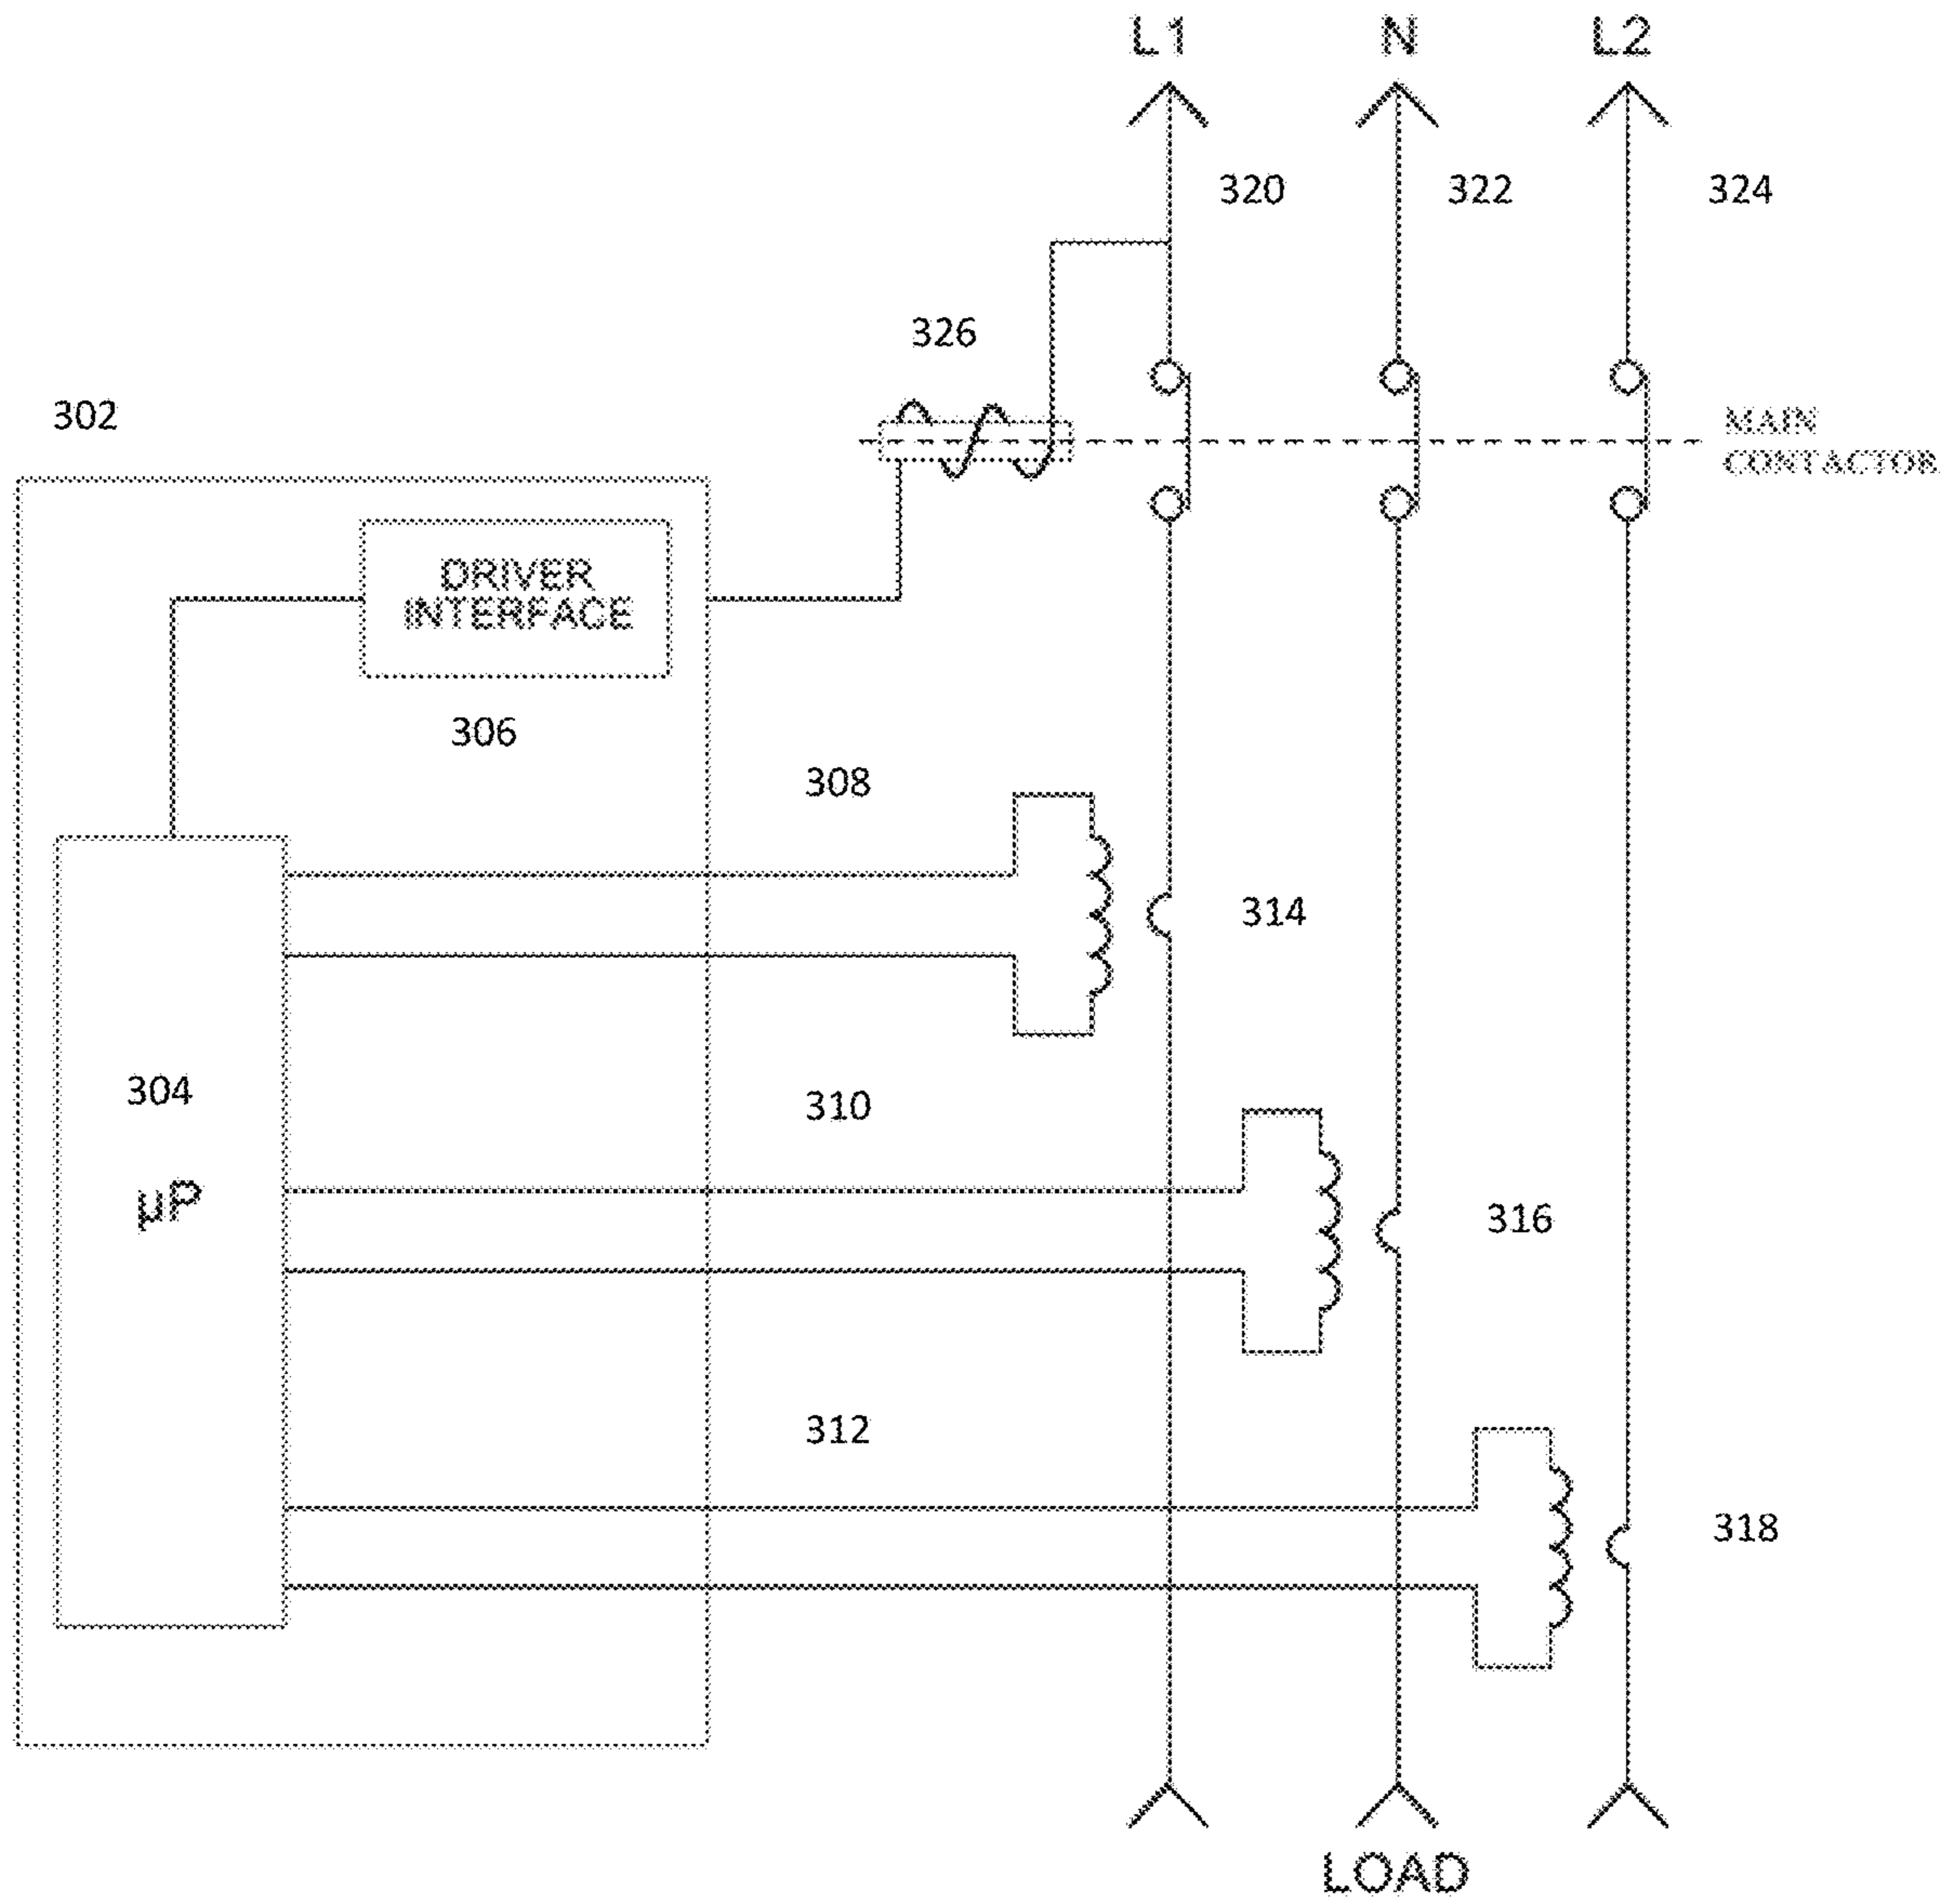 L1 N L2
320 322 324
326
302
MAIN
CONTACTOR
DRIVER
INTERFACE
306
308
314
304
310
µP
316
312
318
LOAD